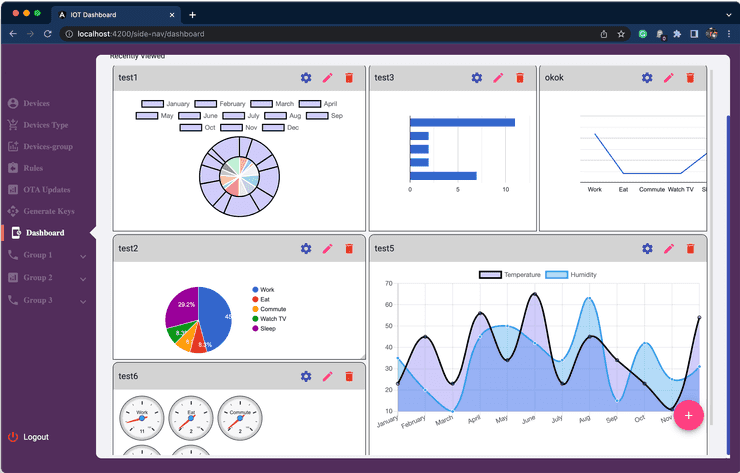 IOT Dashboard
localhost:4200/side-nav/dashboard
Recently Viewed
Devices
Devices Type
Devices-group
Rules
OTA Updates
Generate Keys
Dashboard
Group 1
Group 2
Group 3
Logout
test1
January February March April
May June July Aug Sep
Oct Nov Dec
test3
0 5 10
okok
Work Eat Commute Watch TV
test2
29.2%
8.3%
Work
Eat
Commute
Watch TV
Sleep
test5
Temperature Humidity
70
60
50
40
30
20
10
January February March April May June July Aug Sep Oct Nov
test6
Work Eat Commute
11 2 2